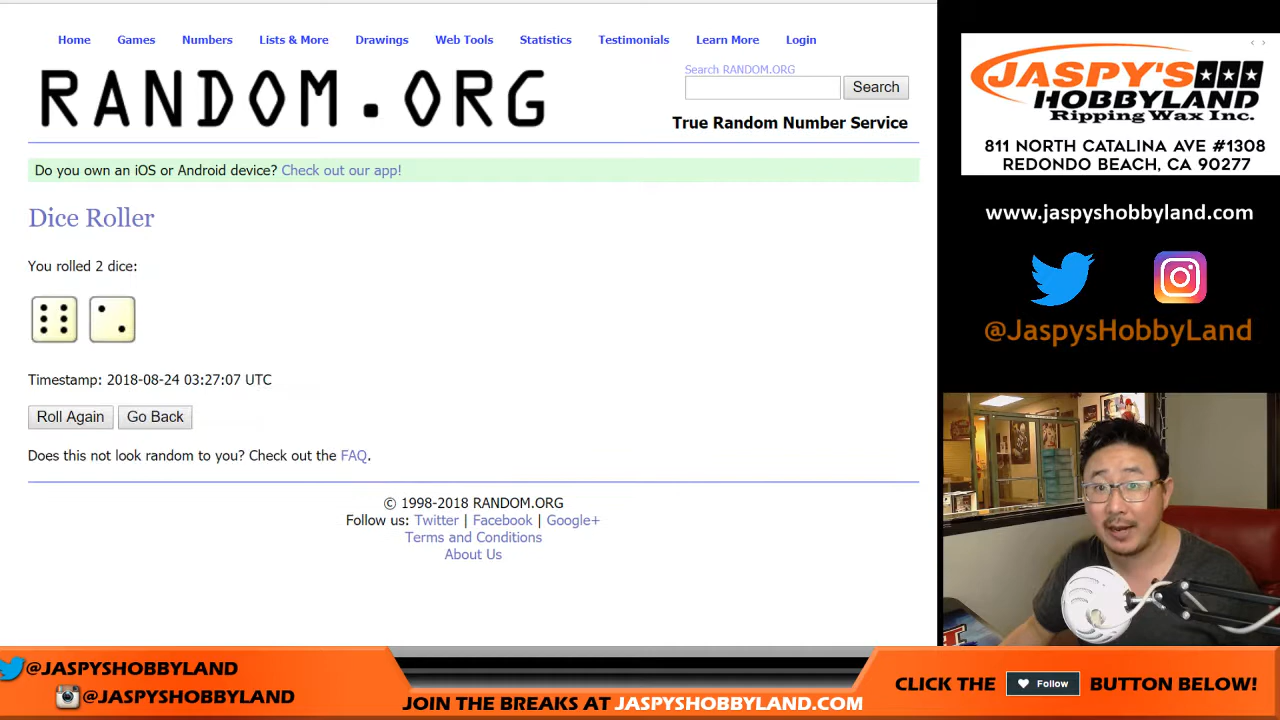 Home Games Numbers Lists & More Drawings Web Tools Statistics Testimonials Learn More Login
RANDOM.ORG
Search RANDOM.ORG
Search
True Random Number Service
Do you own an iOS or Android device? Check out our app!
Dice Roller
You rolled 2 dice:
Timestamp: 2018-08-24 03:27:07 UTC
Roll Again Go Back
Does this not look random to you? Check out the FAQ.
© 1998-2018 RANDOM.ORG
Follow us: Twitter | Facebook | Google+
Terms and Conditions
About Us
JASPY'S
HOBBYLAND
Ripping Wax Inc.
811 NORTH CATALINA AVE #1308
REDONDO BEACH, CA 90277
www.jaspyshobbyland.com
@JaspysHobbyLand
@JASPYSHOBBYLAND
@JASPYSHOBBYLAND
JOIN THE BREAKS AT JASPYSHOBBYLAND.COM
CLICK THE Follow BUTTON BELOW!